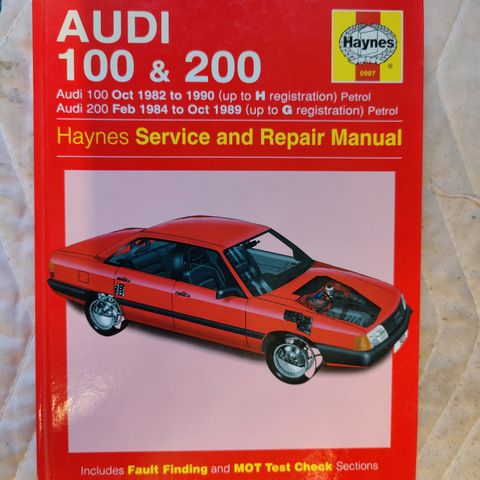 AUDI
100 & 200
Haynes
®
0907
Audi 100 Oct 1982 to 1990 (up to H registration) Petrol
Audi 200 Feb 1984 to Oct 1989 (up to G registration) Petrol
Haynes Service and Repair Manual
Includes Fault Finding and MOT Test Check Sections